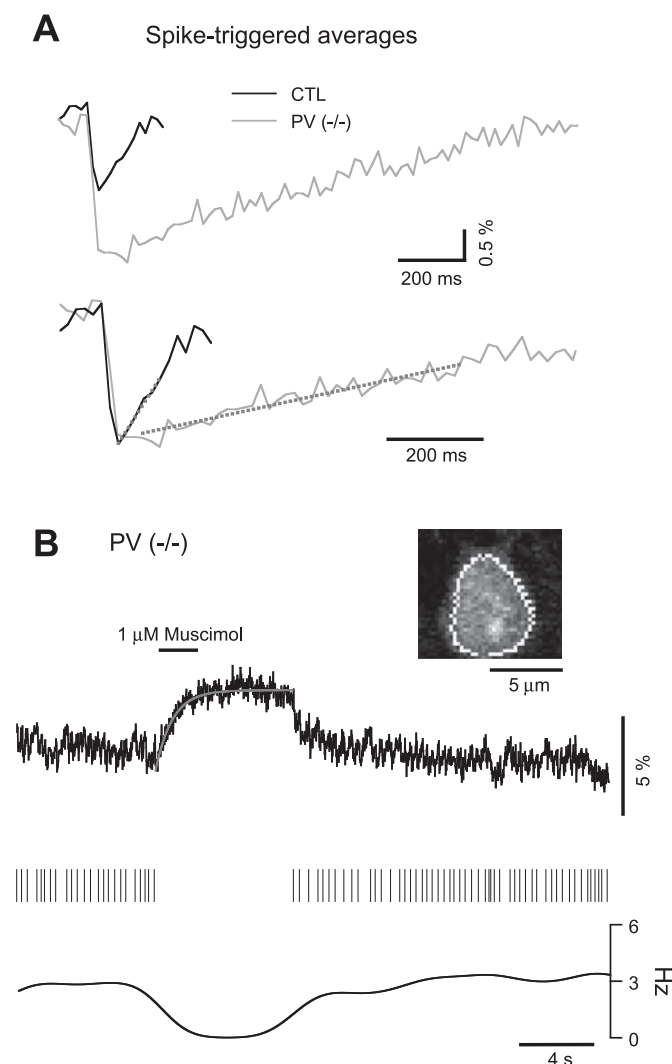 A
Spike-triggered averages
CTL
PV (-/-)
0.5 %
200 ms
200 ms
B
PV (-/-)
1 μM Muscimol
5 μm
5 %
6
3
0
Hz
4 s